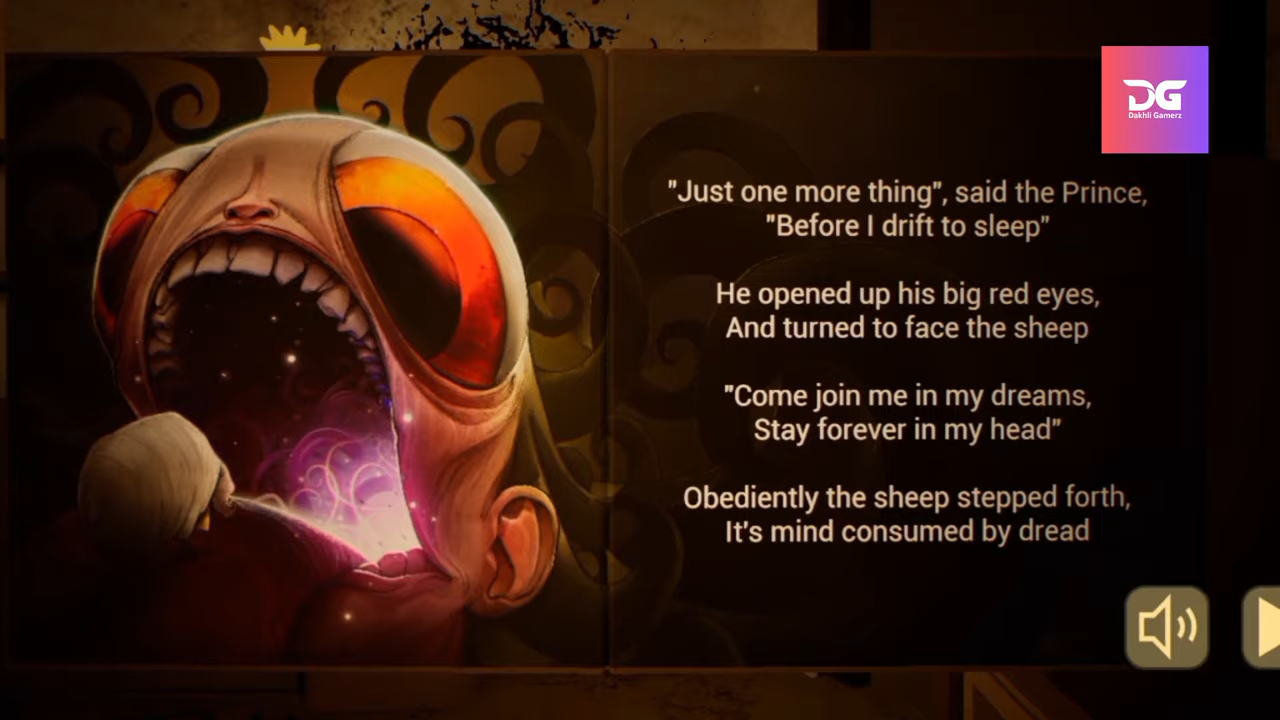 DG
Dakhli Gamerz
"Just one more thing", said the Prince,
"Before I drift to sleep"
He opened up his big red eyes,
And turned to face the sheep
"Come join me in my dreams,
Stay forever in my head"
Obediently the sheep stepped forth,
It's mind consumed by dread